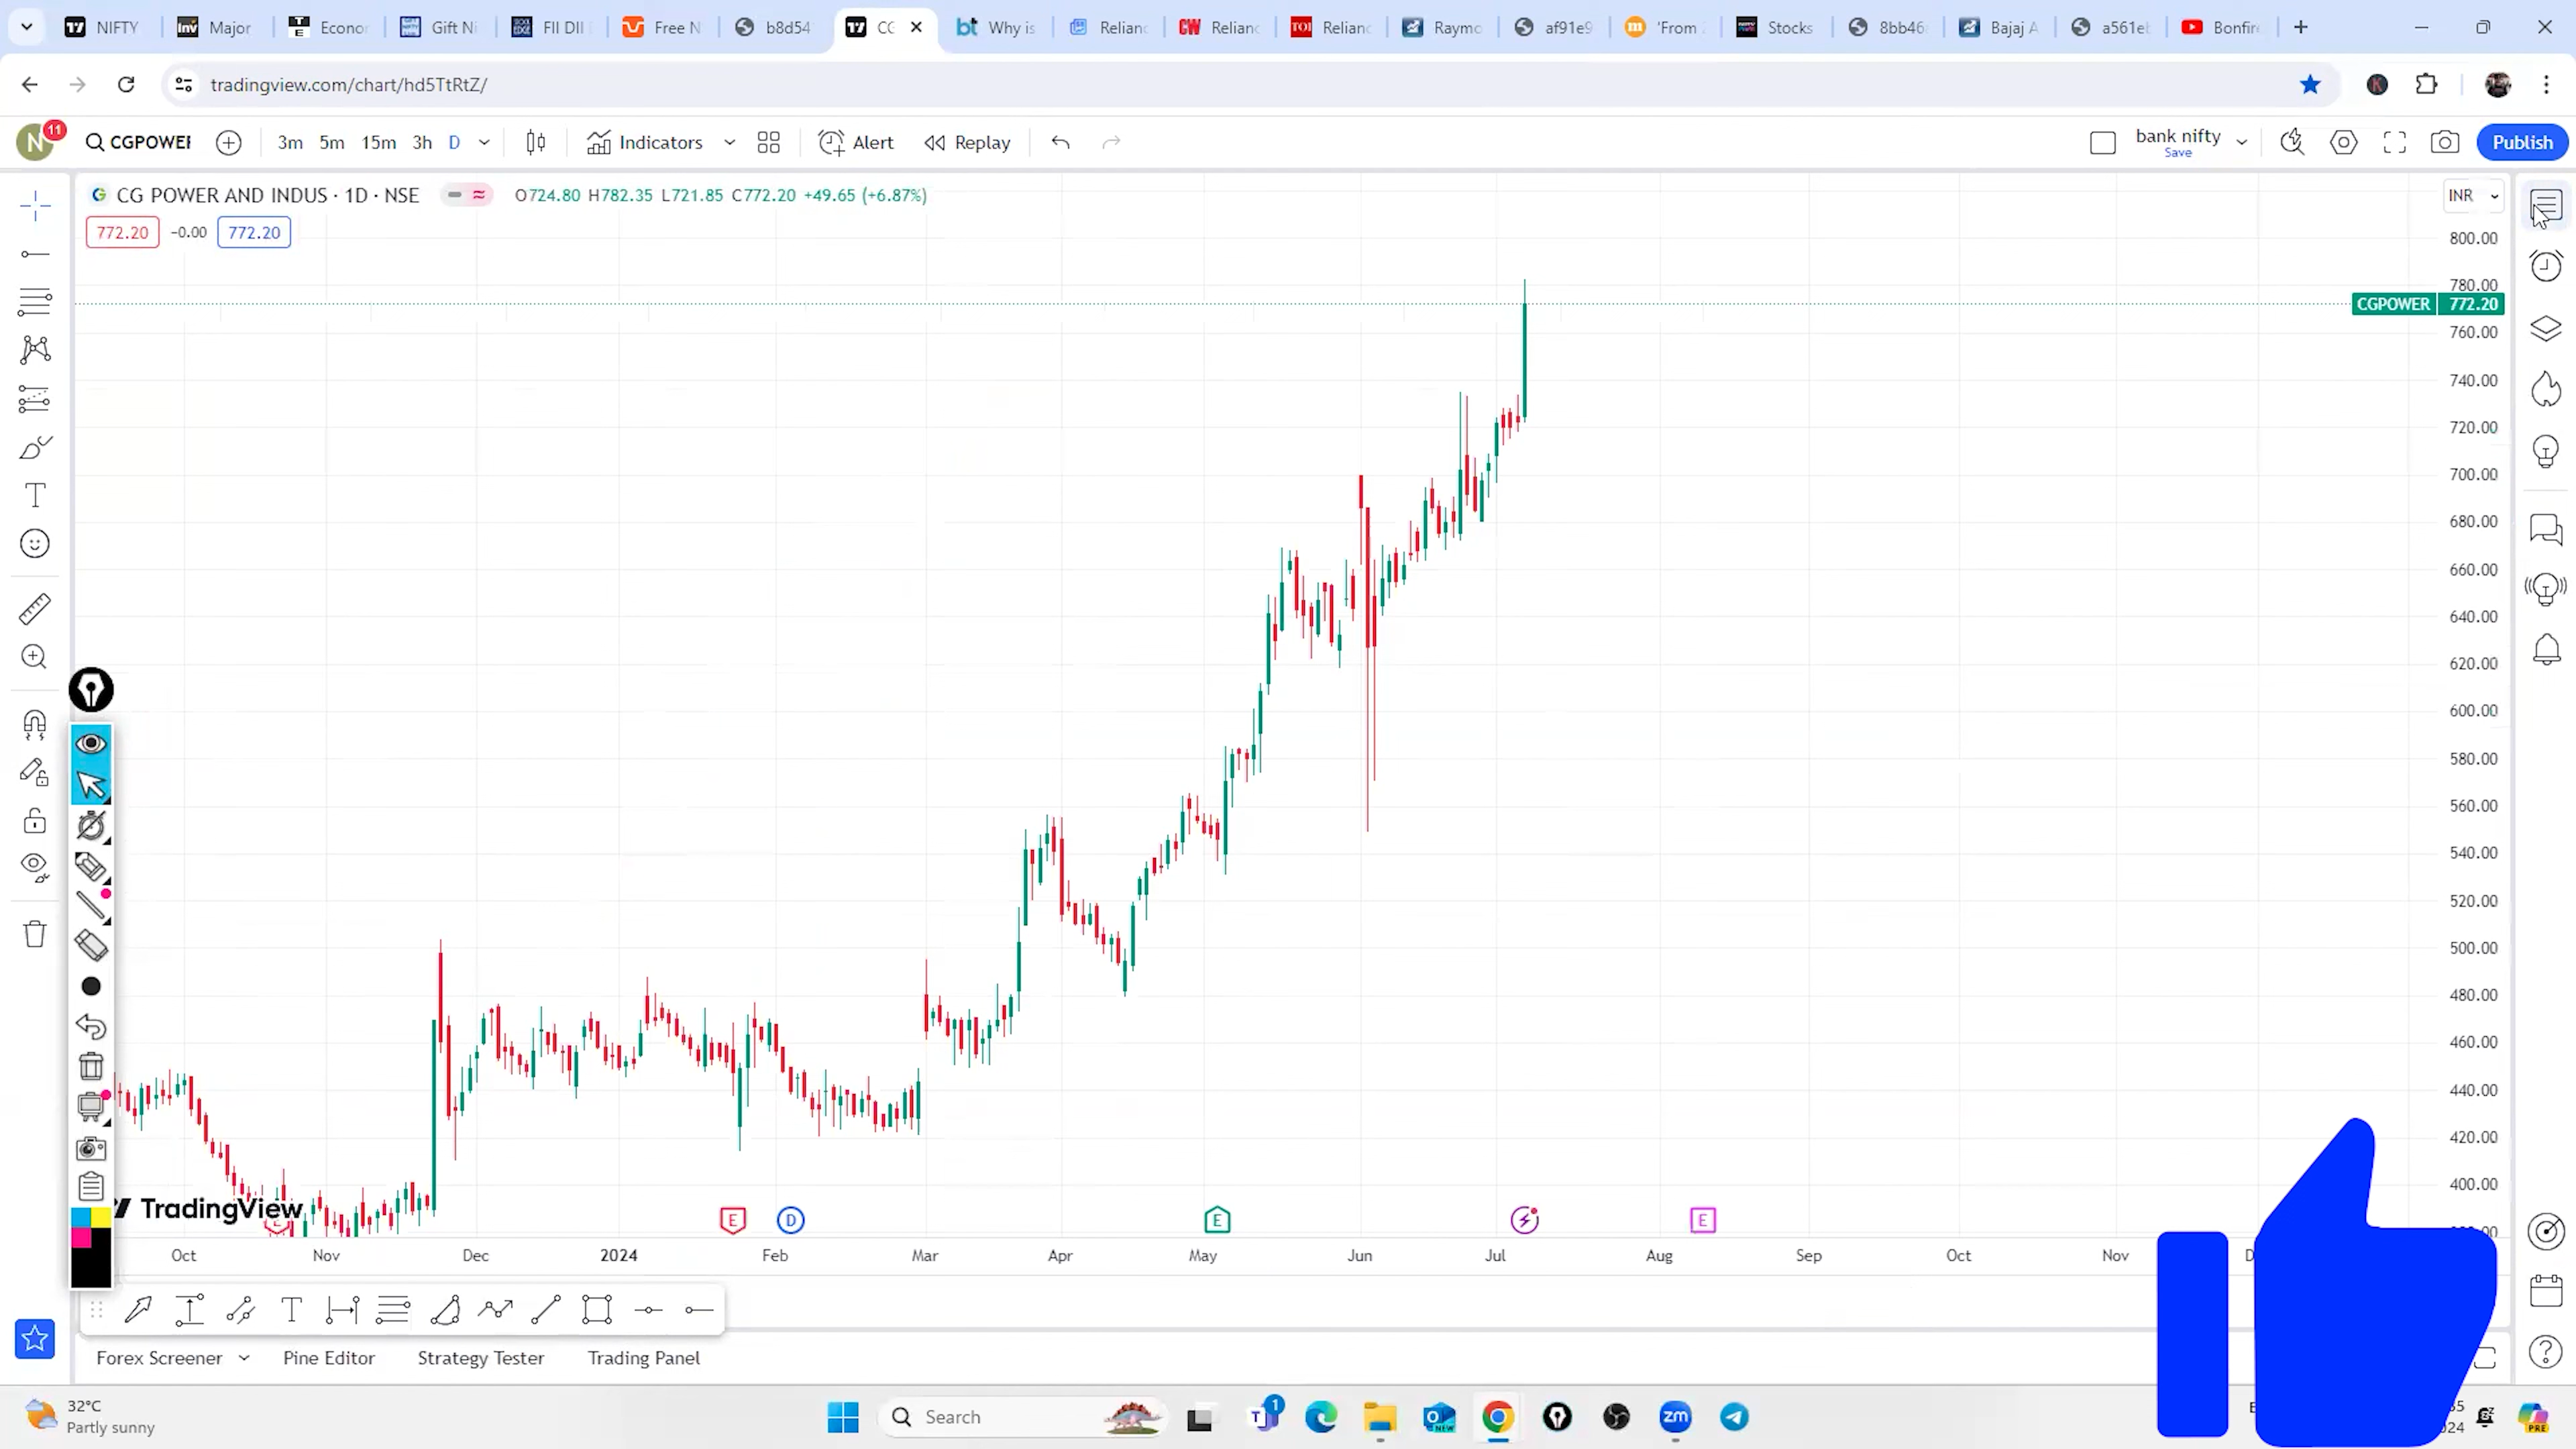 NIFTY
Major
Econor
Gift Ni
FII DII
Free N
b8d54
CG
Why is
Relianc
Relianc
Relianc
Raymo
af91e9
'From
Stocks
8bb46
Bajaj A
a561eb
Bonfire
tradingview.com/chart/hd5TtRtZ/
N 11 CGPOWER 3m 5m 15m 3h D Indicators Alert Replay bank nifty Save Publish
CG POWER AND INDUS · 1D · NSE O724.80 H782.35 L721.85 C772.20 +49.65 (+6.87%)
772.20 −0.00 772.20
INR
800.00
780.00
CGPOWER 772.20
760.00
740.00
720.00
700.00
680.00
660.00
640.00
620.00
600.00
580.00
560.00
540.00
520.00
500.00
480.00
460.00
440.00
420.00
400.00
TradingView
E D E E
Oct Nov Dec 2024 Feb Mar Apr May Jun Jul Aug Sep Oct Nov
Forex Screener Pine Editor Strategy Tester Trading Panel
32°C
Partly sunny
Search